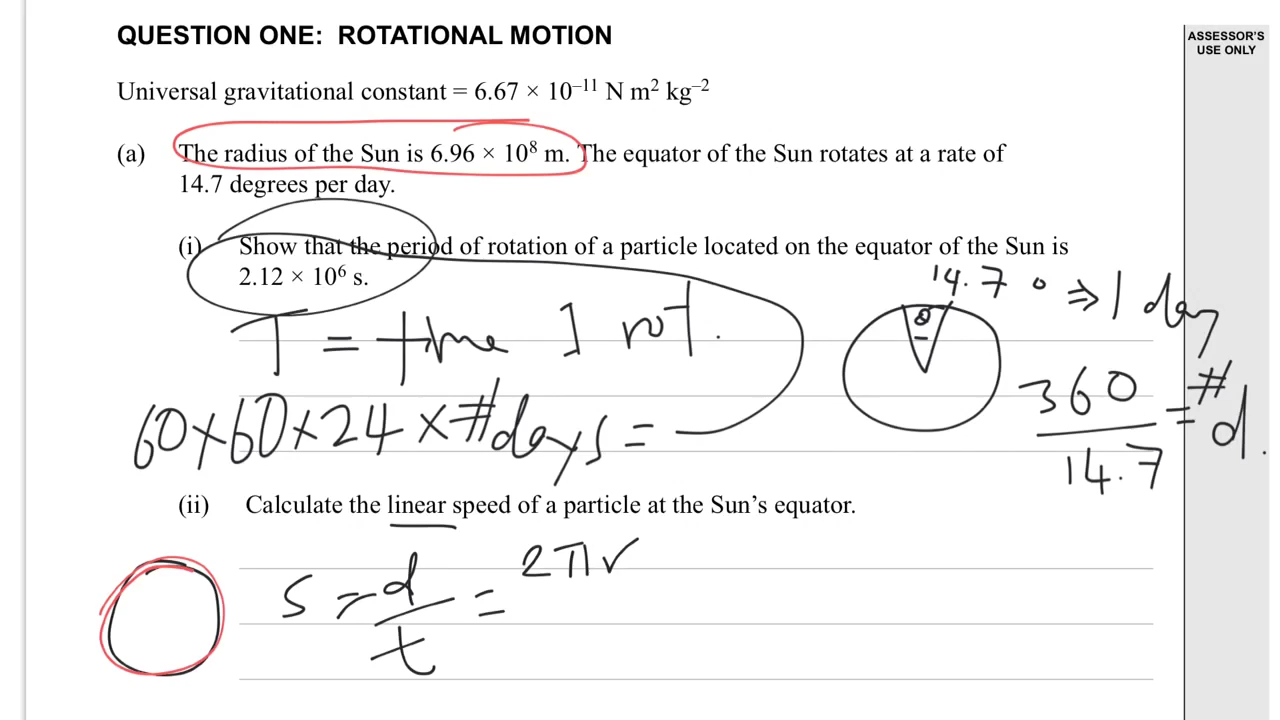 QUESTION ONE: ROTATIONAL MOTION
ASSESSOR'S
USE ONLY
Universal gravitational constant = 6.67 × 10⁻¹¹ N m² kg⁻²
(a) The radius of the Sun is 6.96 × 10⁸ m. The equator of the Sun rotates at a rate of
14.7 degrees per day.
(i) Show that the period of rotation of a particle located on the equator of the Sun is
2.12 × 10⁶ s.
14.7° ⇒ 1 day
T = time 1 rot.
θ
360/14.7 = # d.
60×60×24 × #days =
(ii) Calculate the linear speed of a particle at the Sun's equator.
s = d/t = 2πr